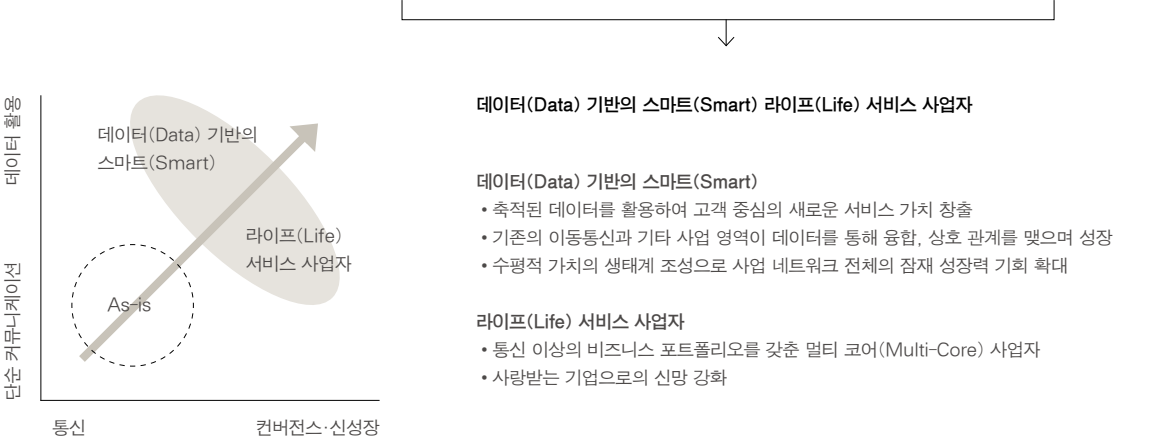 데이터(Data) 기반의 스마트(Smart) 라이프(Life) 서비스 사업자
데이터 활용
단순 커뮤니케이션
데이터(Data) 기반의
스마트(Smart)
라이프(Life)
서비스 사업자
As-is
통신
컨버전스·신성장
데이터(Data) 기반의 스마트(Smart)
• 축적된 데이터를 활용하여 고객 중심의 새로운 서비스 가치 창출
• 기존의 이동통신과 기타 사업 영역이 데이터를 통해 융합, 상호 관계를 맺으며 성장
• 수평적 가치의 생태계 조성으로 사업 네트워크 전체의 잠재 성장력 기회 확대
라이프(Life) 서비스 사업자
• 통신 이상의 비즈니스 포트폴리오를 갖춘 멀티 코어(Multi-Core) 사업자
• 사랑받는 기업으로의 신망 강화